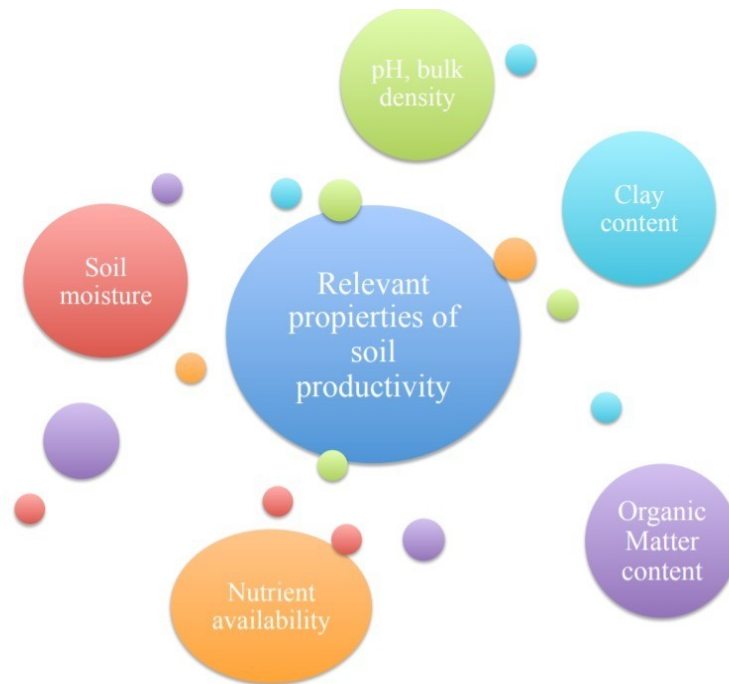 pH, bulk
density
Clay
content
Soil
moisture
Relevant
propierties of
soil
productivity
Organic
Matter
content
Nutrient
availability